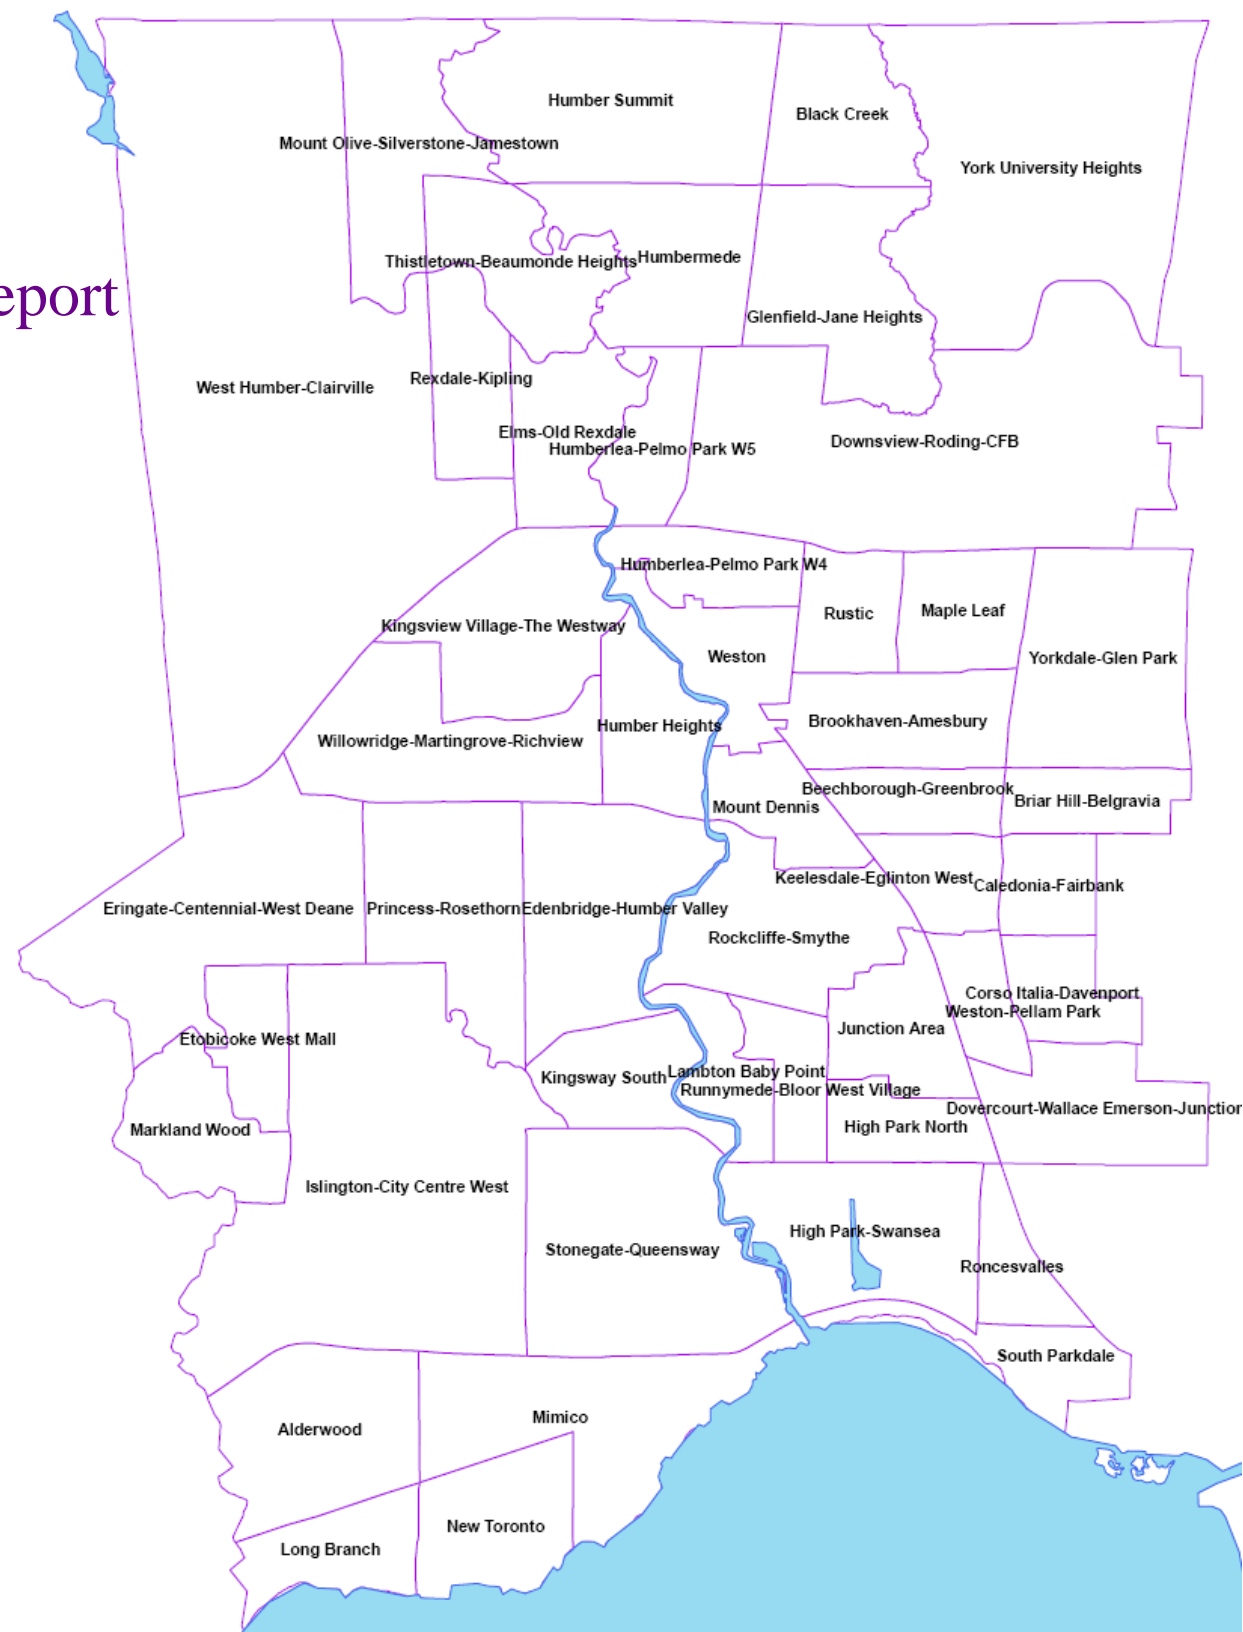 Humber Summit
Black Creek
Mount Olive-Silverstone-Jamestown
York University Heights
Thistletown-Beaumonde Heights
Humbermede
eport
Glenfield-Jane Heights
West Humber-Clairville
Rexdale-Kipling
Elms-Old Rexdale
Humberlea-Pelmo Park W5
Downsview-Roding-CFB
Humberlea-Pelmo Park W4
Rustic
Maple Leaf
Kingsview Village-The Westway
Weston
Yorkdale-Glen Park
Humber Heights
Brookhaven-Amesbury
Willowridge-Martingrove-Richview
Beechborough-Greenbrook
Briar Hill-Belgravia
Mount Dennis
Keelesdale-Eglinton West
Caledonia-Fairbank
Eringate-Centennial-West Deane
Princess-Rosethorn
Edenbridge-Humber Valley
Rockcliffe-Smythe
Corso Italia-Davenport
Weston-Pellam Park
Junction Area
Etobicoke West Mall
Kingsway South
Lambton Baby Point
Runnymede-Bloor West Village
Dovercourt-Wallace Emerson-Junction
High Park North
Markland Wood
Islington-City Centre West
High Park-Swansea
Stonegate-Queensway
Roncesvalles
South Parkdale
Mimico
Alderwood
New Toronto
Long Branch